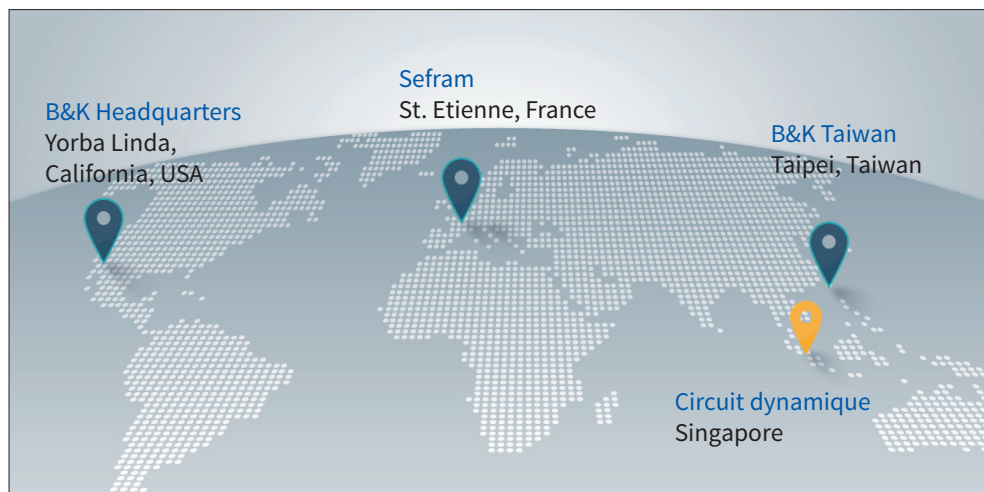 B&K Headquarters
Yorba Linda,
California, USA
Sefram
St. Etienne, France
B&K Taiwan
Taipei, Taiwan
Circuit dynamique
Singapore